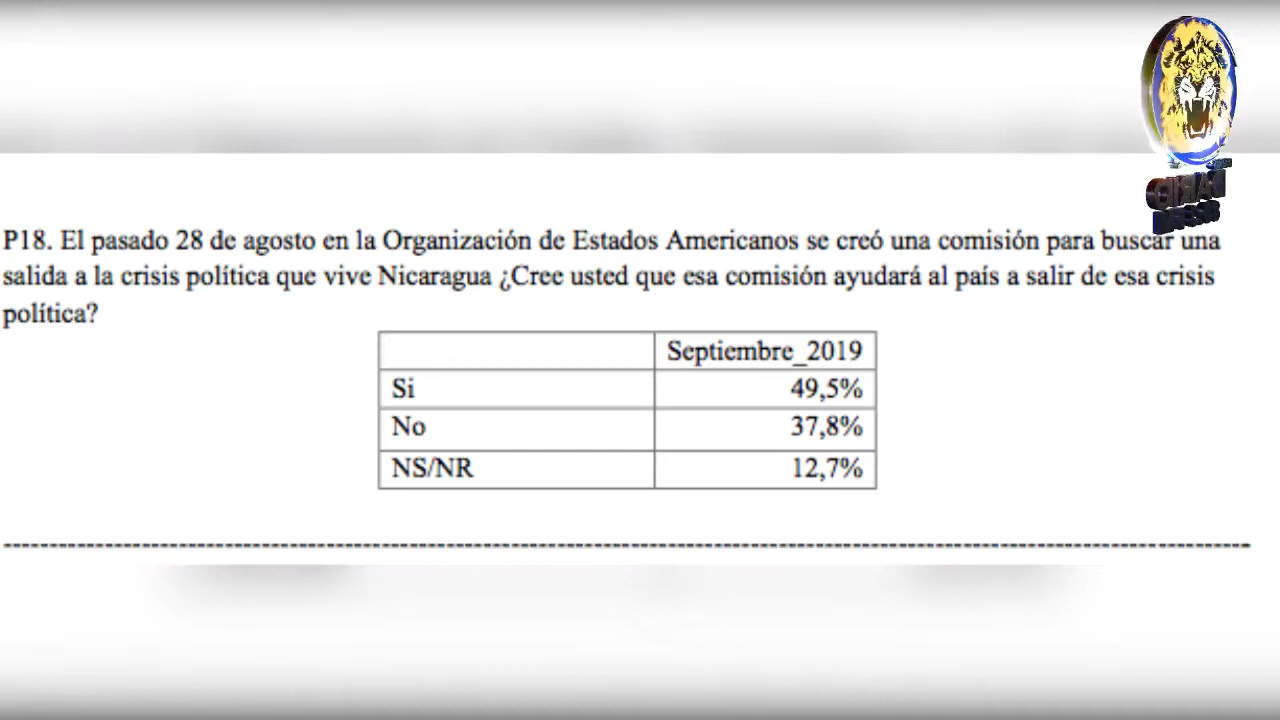 P18. El pasado 28 de agosto en la Organización de Estados Americanos se creó una comisión para buscar una
salida a la crisis política que vive Nicaragua ¿Cree usted que esa comisión ayudará al país a salir de esa crisis
política?
Septiembre_2019
Si 49,5%
No 37,8%
NS/NR 12,7%